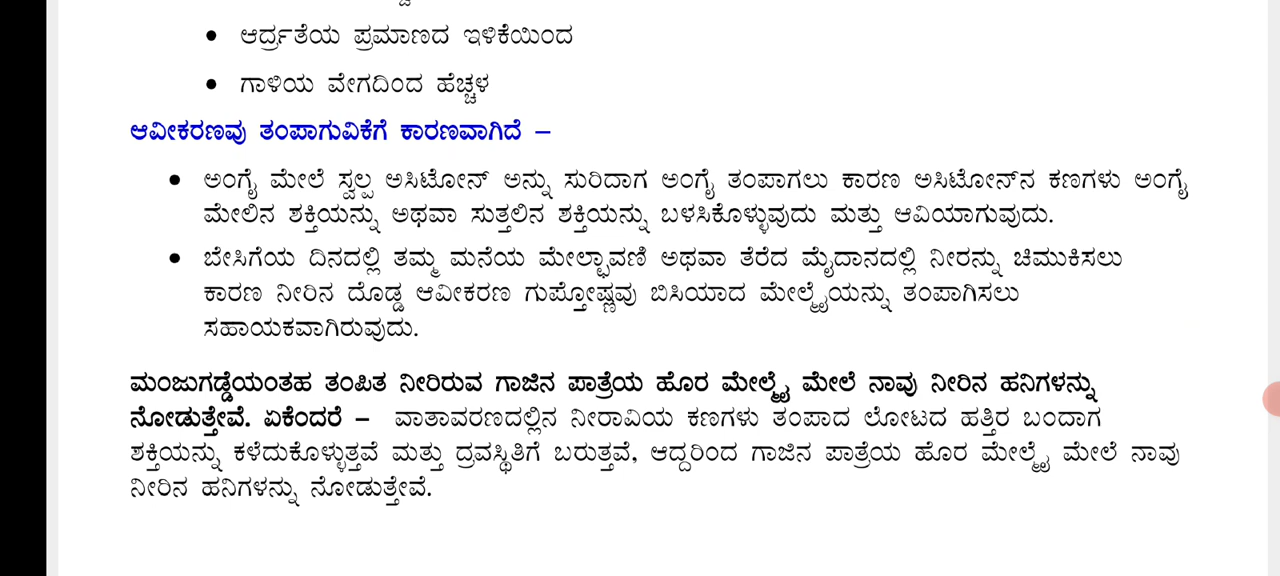 • ಆರ್ದ್ರತೆಯ ಪ್ರಮಾಣದ ಇಳಿಕೆಯಿಂದ
• ಗಾಳಿಯ ವೇಗದಿಂದ ಹೆಚ್ಚಳ
ಆವೀಕರಣವು ತಂಪಾಗುವಿಕೆಗೆ ಕಾರಣವಾಗಿದೆ –
• ಅಂಗೈ ಮೇಲೆ ಸ್ವಲ್ಪ ಅಸಿಟೋನ್ ಅನ್ನು ಸುರಿದಾಗ ಅಂಗೈ ತಂಪಾಗಲು ಕಾರಣ ಅಸಿಟೋನ್‌ನ ಕಣಗಳು ಅಂಗೈ
ಮೇಲಿನ ಶಕ್ತಿಯನ್ನು ಅಥವಾ ಸುತ್ತಲಿನ ಶಕ್ತಿಯನ್ನು ಬಳಸಿಕೊಳ್ಳುವುದು ಮತ್ತು ಆವಿಯಾಗುವುದು.
• ಬೇಸಿಗೆಯ ದಿನದಲ್ಲಿ ತಮ್ಮ ಮನೆಯ ಮೇಲ್ಛಾವಣಿ ಅಥವಾ ತೆರೆದ ಮೈದಾನದಲ್ಲಿ ನೀರನ್ನು ಚಿಮುಕಿಸಲು
ಕಾರಣ ನೀರಿನ ದೊಡ್ಡ ಆವೀಕರಣ ಗುಪ್ತೋಷ್ಣವು ಬಿಸಿಯಾದ ಮೇಲ್ಮೈಯನ್ನು ತಂಪಾಗಿಸಲು
ಸಹಾಯಕವಾಗಿರುವುದು.
ಮಂಜುಗಡ್ಡೆಯಂತಹ ತಂಪಿತ ನೀರಿರುವ ಗಾಜಿನ ಪಾತ್ರೆಯ ಹೊರ ಮೇಲ್ಮೈ ಮೇಲೆ ನಾವು ನೀರಿನ ಹನಿಗಳನ್ನು
ನೋಡುತ್ತೇವೆ. ಏಕೆಂದರೆ – ವಾತಾವರಣದಲ್ಲಿನ ನೀರಾವಿಯ ಕಣಗಳು ತಂಪಾದ ಲೋಟದ ಹತ್ತಿರ ಬಂದಾಗ
ಶಕ್ತಿಯನ್ನು ಕಳೆದುಕೊಳ್ಳುತ್ತವೆ ಮತ್ತು ದ್ರವಸ್ಥಿತಿಗೆ ಬರುತ್ತವೆ, ಆದ್ದರಿಂದ ಗಾಜಿನ ಪಾತ್ರೆಯ ಹೊರ ಮೇಲ್ಮೈ ಮೇಲೆ ನಾವು
ನೀರಿನ ಹನಿಗಳನ್ನು ನೋಡುತ್ತೇವೆ.